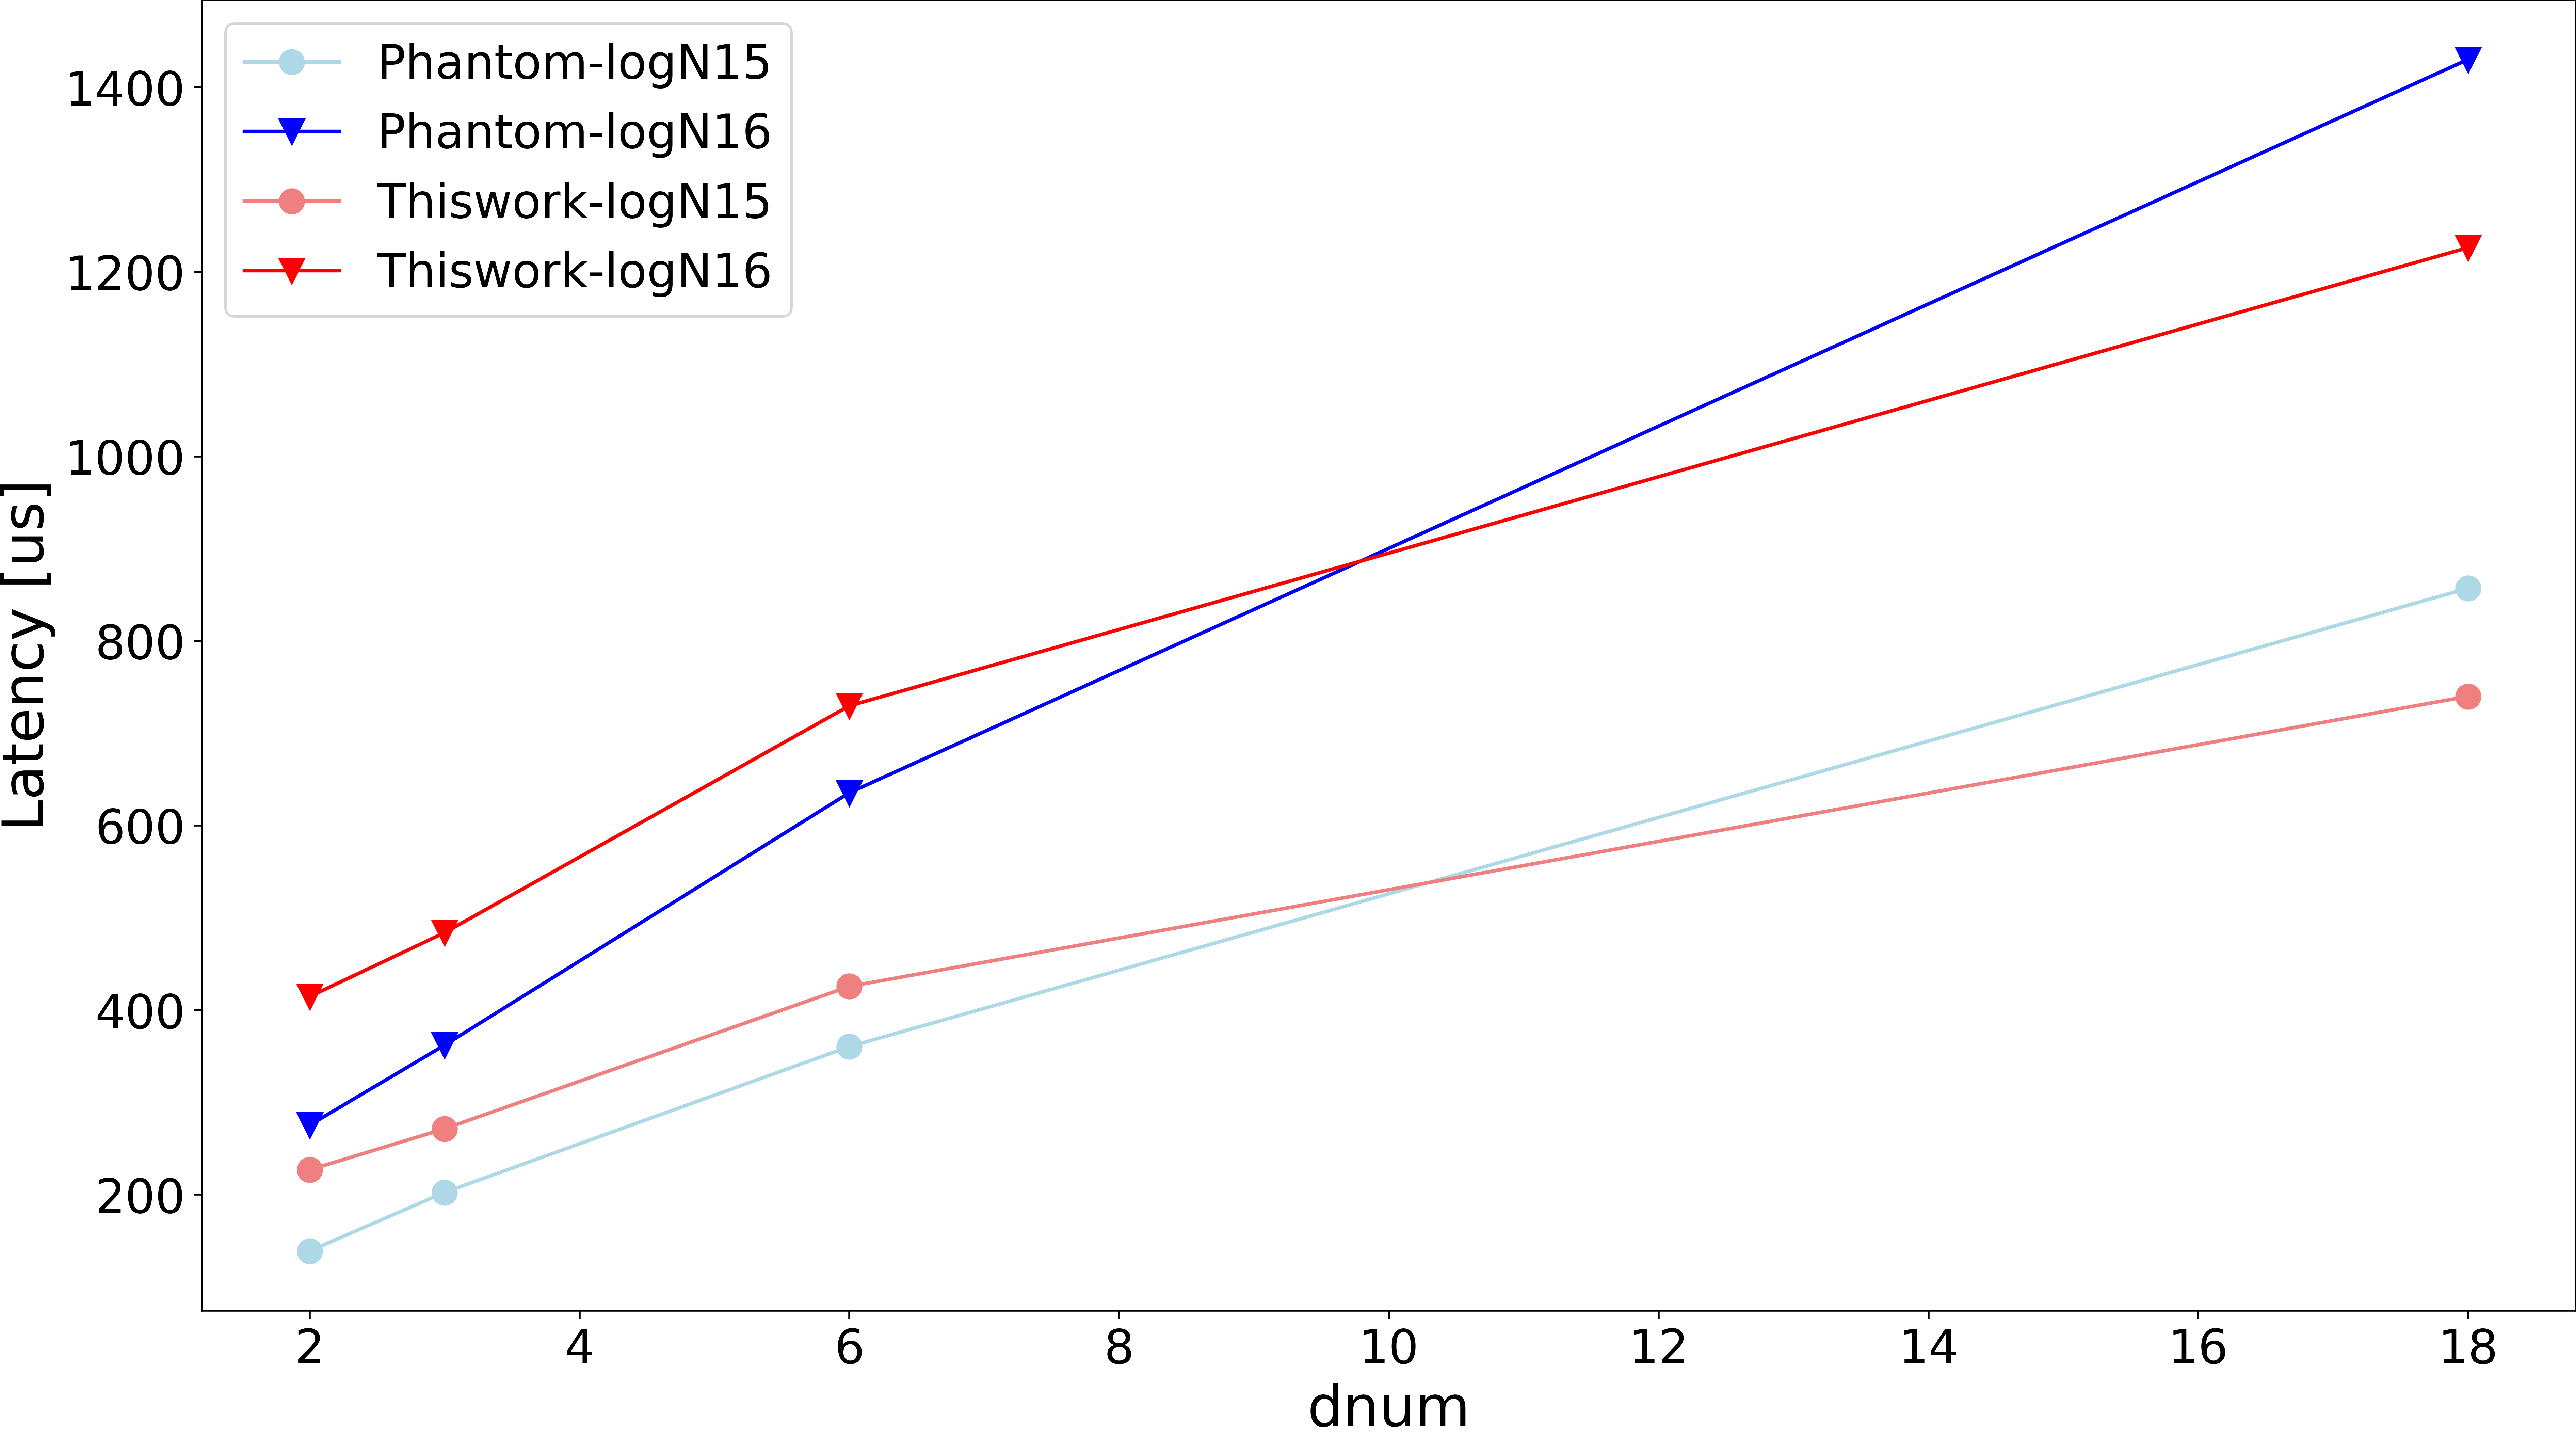 Phantom-logN15
Phantom-logN16
Thiswork-logN15
Thiswork-logN16
Latency [us]
1400
1200
1000
800
600
400
200
2 4 6 8 10 12 14 16 18
dnum